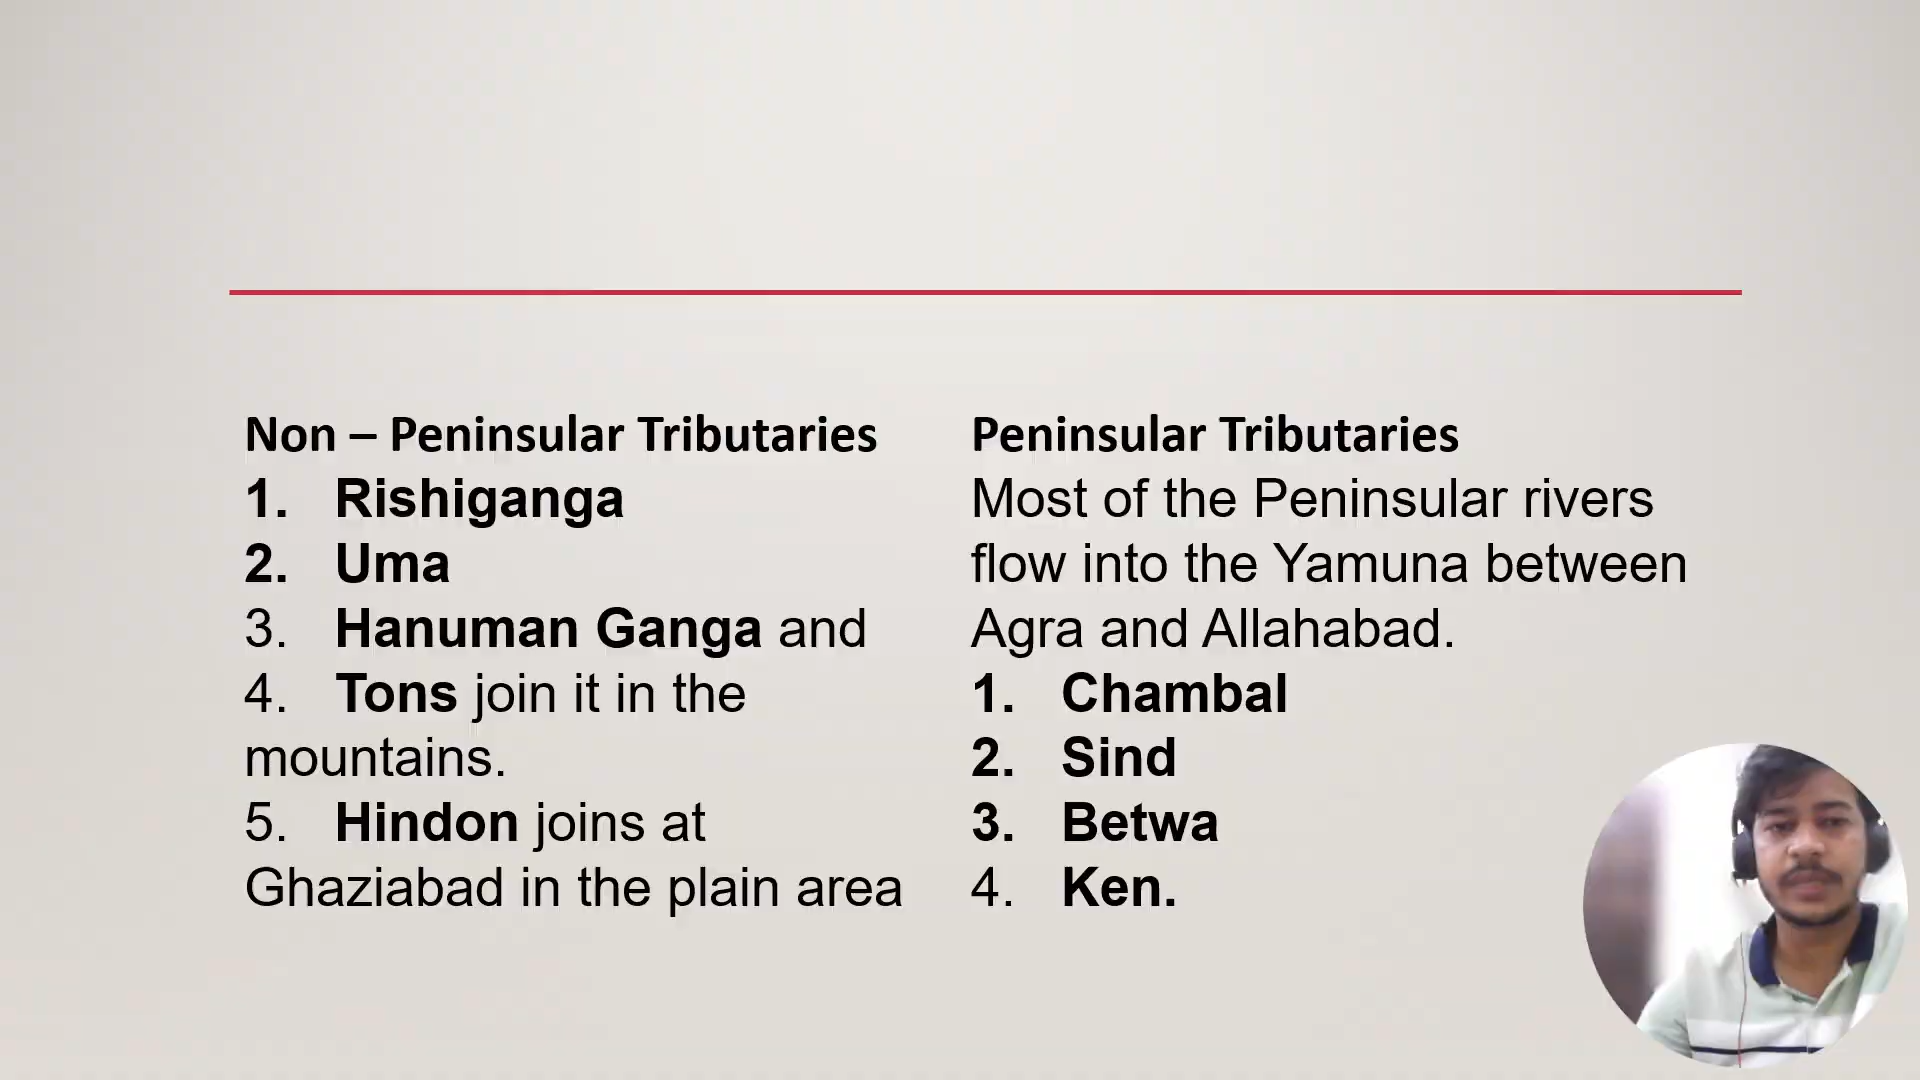 Non – Peninsular Tributaries
1. Rishiganga
2. Uma
3. Hanuman Ganga and
4. Tons join it in the
mountains.
5. Hindon joins at
Ghaziabad in the plain area
Peninsular Tributaries
Most of the Peninsular rivers
flow into the Yamuna between
Agra and Allahabad.
1. Chambal
2. Sind
3. Betwa
4. Ken.